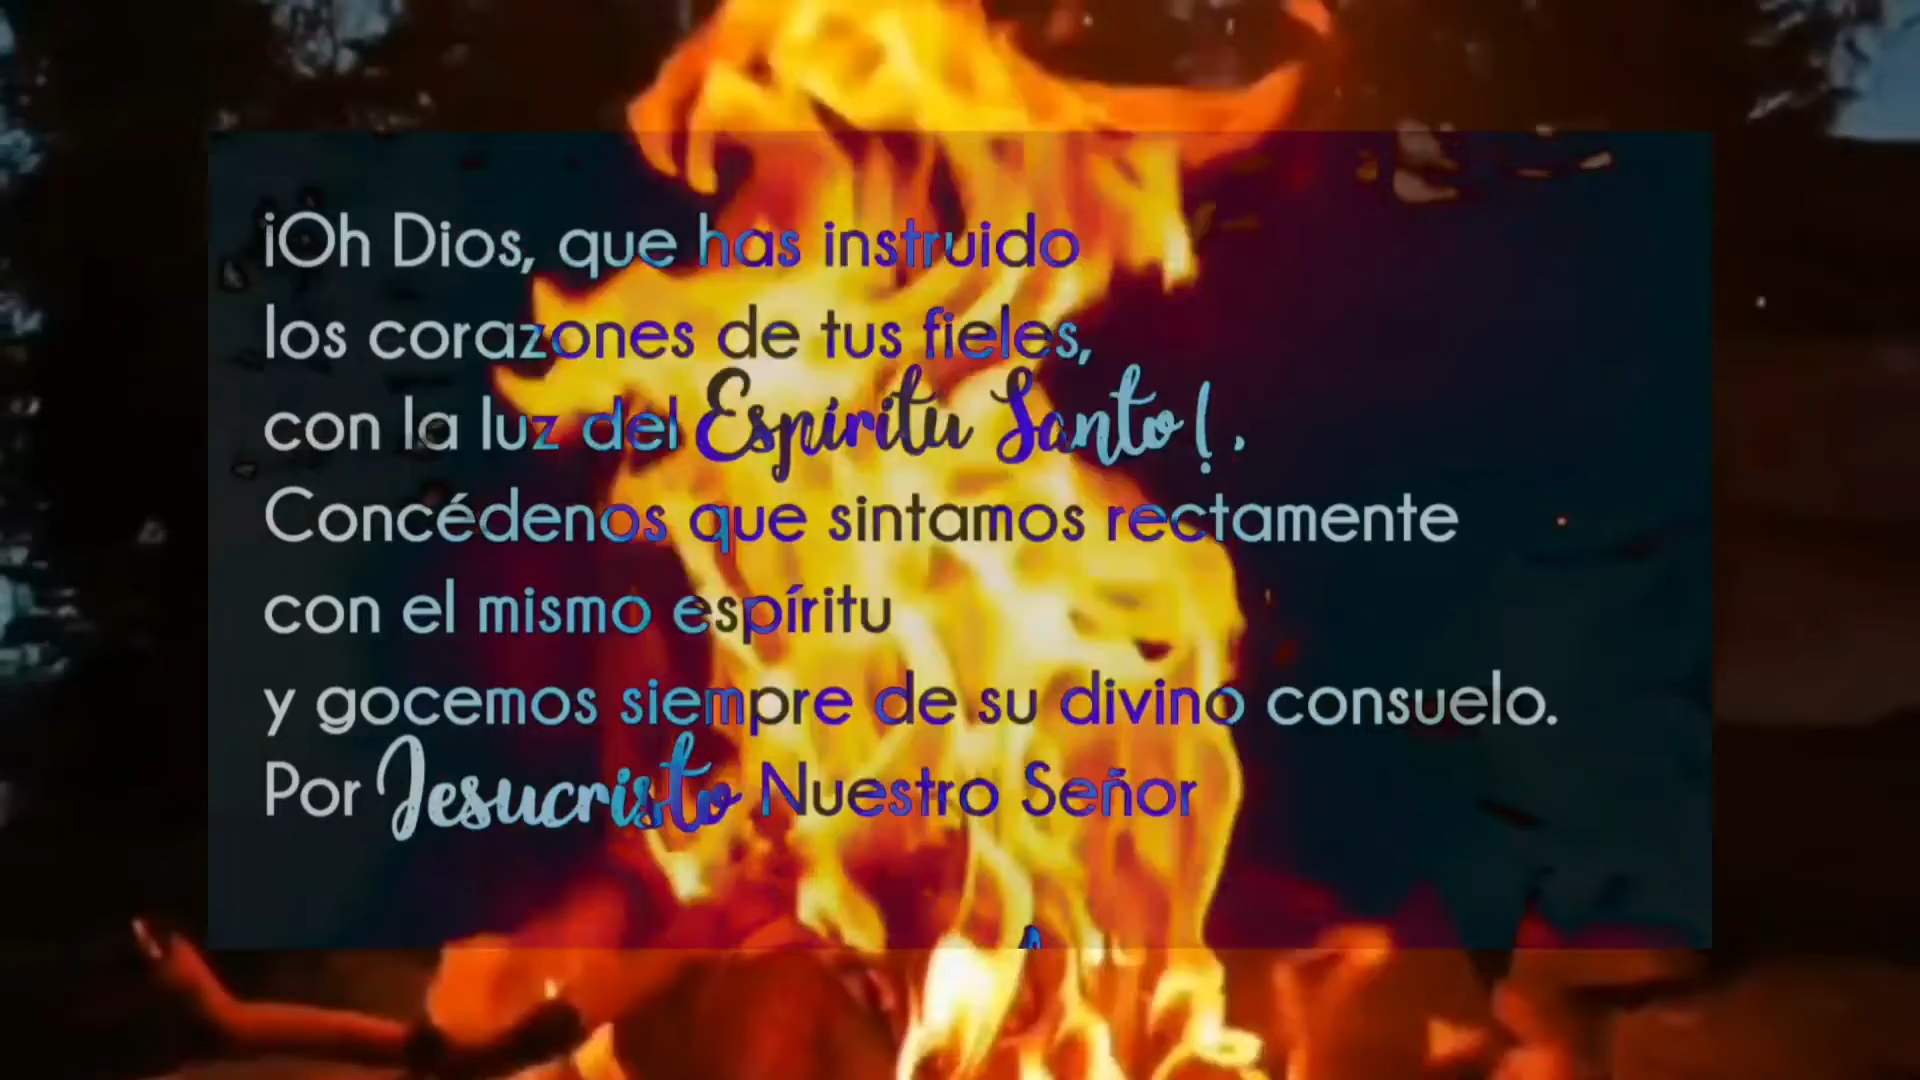 ¡Oh Dios, que has instruido
los corazones de tus fieles,
con la luz del Espíritu Santo!.
Concédenos que sintamos rectamente
con el mismo espíritu
y gocemos siempre de su divino consuelo.
Por Jesucristo Nuestro Señor